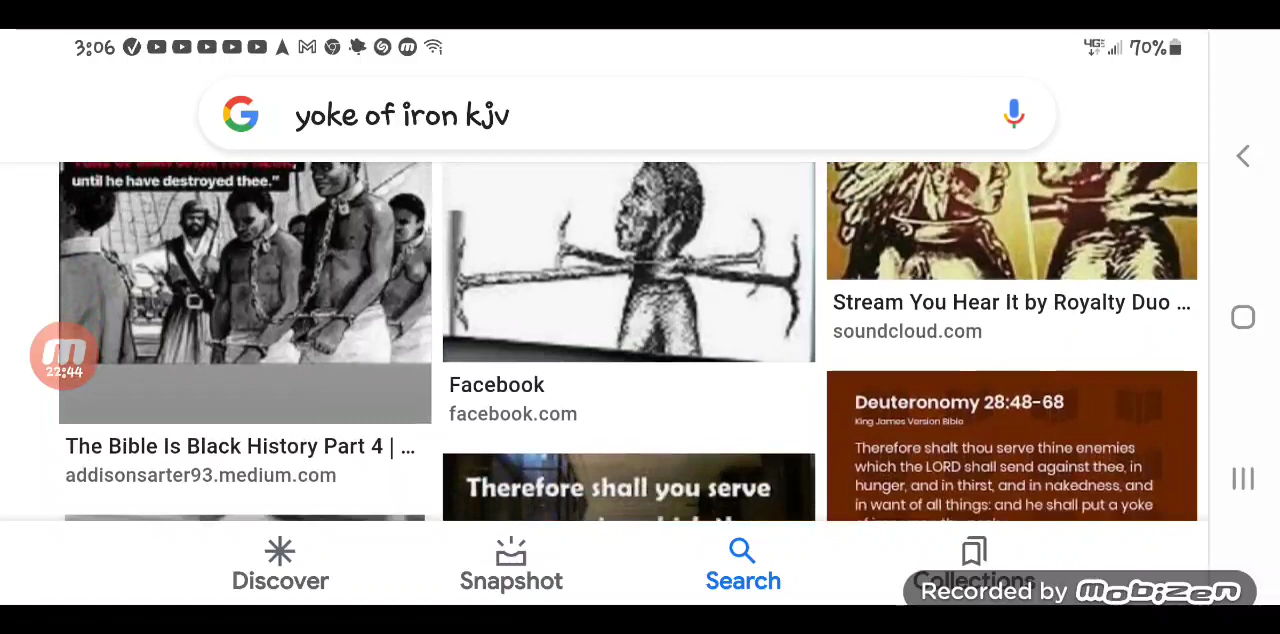 3:06
4GE 70%
yoke of iron kjv
until he have destroyed thee."
The Bible Is Black History Part 4 | ...
addisonsarter93.medium.com
Facebook
facebook.com
Therefore shall you serve
Stream You Hear It by Royalty Duo ...
soundcloud.com
Deuteronomy 28:48-68
King James Version Bible
Therefore shalt thou serve thine enemies
which the LORD shall send against thee, in
hunger, and in thirst, and in nakedness, and
in want of all things: and he shall put a yoke
22:44
Discover
Snapshot
Search
Collections
Recorded by mobizen